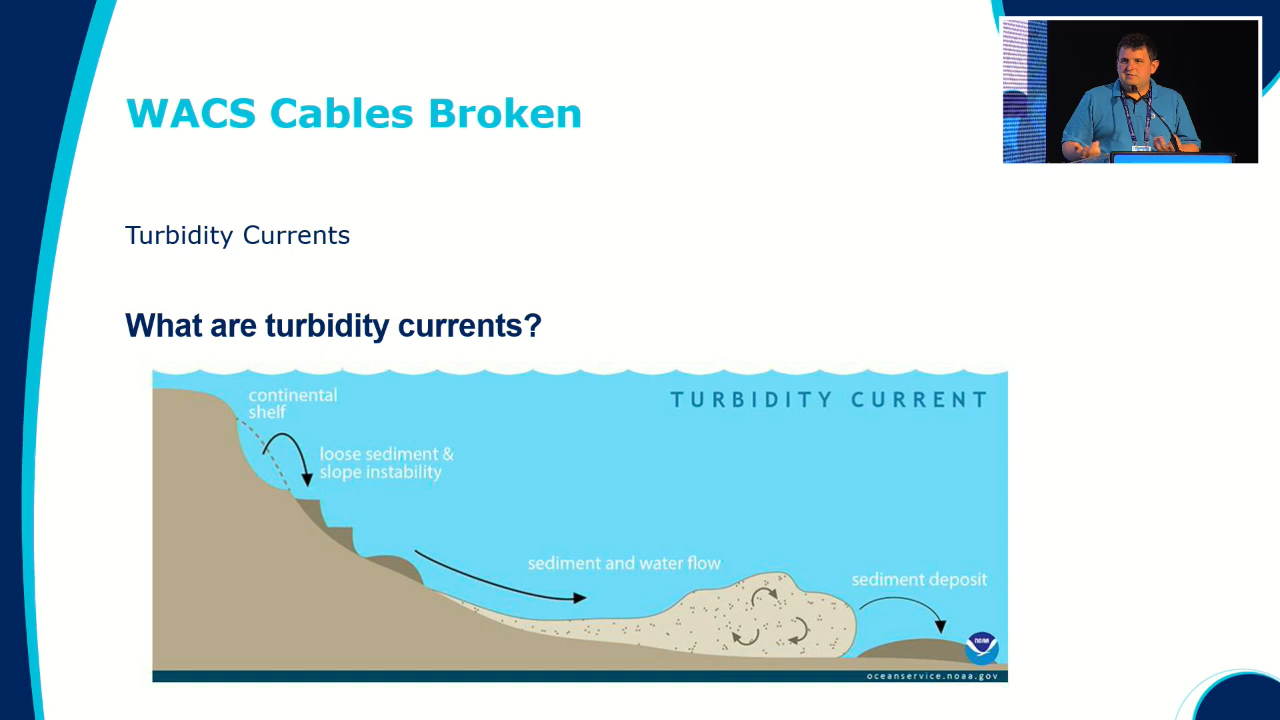 WACS Cables Broken
Turbidity Currents
What are turbidity currents?
TURBIDITY CURRENT
continental
shelf
loose sediment &
slope instability
sediment and water flow
sediment deposit
noaa
oceanservice.noaa.gov